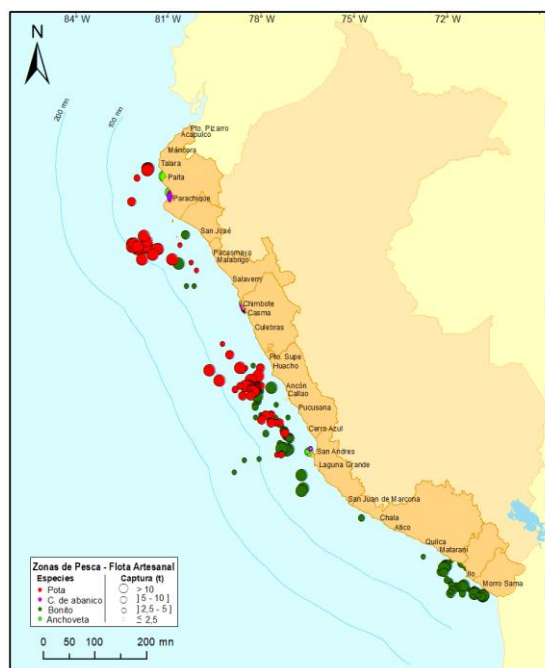 84°W 81°W 78°W 75°W 72°W
N
200 mn
100 mn
Pto. Pizarro
Acapulco
Máncora
Talara
Paita
Parachique
San José
Pacasmayo
Malabrigo
Salaverry
Chimbote
Casma
Culebras
Pto. Supe
Huacho
Ancón
Callao
Pucusana
Cerro Azul
San Andres
Laguna Grande
San Juan de Marcona
Chala
Atico
Quilca
Matarani
Ilo
Morro Sama
Zonas de Pesca - Flota Artesanal
Especies Captura (t)
Pota > 10
C. de abanico ] 5 - 10 ]
Bonito ] 2,5 - 5 ]
Anchoveta ≤ 2,5
0 50 100 200 mn